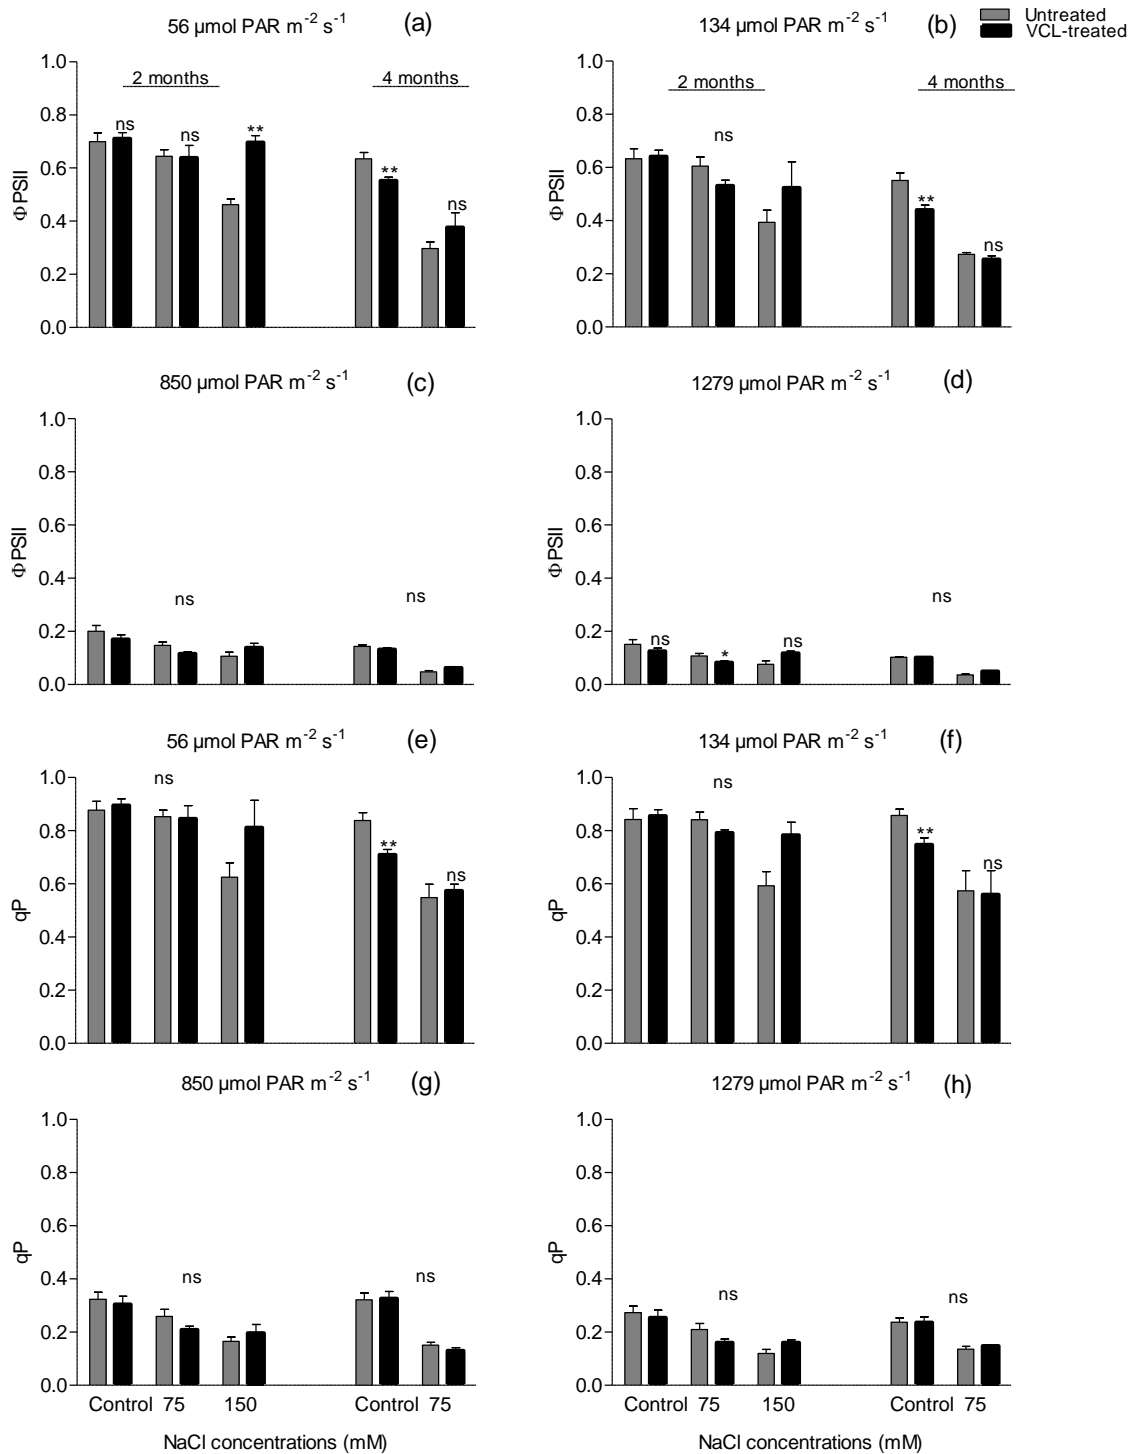 56 µmol PAR m-2 s-1 (a)
134 µmol PAR m-2 s-1 (b)
Untreated
VCL-treated
2 months
4 months
1.0
0.8
0.6
0.4
0.2
0.0
ΦPSII
ns
ns
**
**
ns
2 months
4 months
1.0
0.8
0.6
0.4
0.2
0.0
ΦPSII
ns
**
ns
850 µmol PAR m-2 s-1 (c)
1.0
0.8
0.6
0.4
0.2
0.0
ΦPSII
ns
ns
1279 µmol PAR m-2 s-1 (d)
1.0
0.8
0.6
0.4
0.2
0.0
ΦPSII
ns
*
ns
ns
56 µmol PAR m-2 s-1 (e)
1.0
0.8
0.6
0.4
0.2
0.0
qP
ns
**
ns
134 µmol PAR m-2 s-1 (f)
1.0
0.8
0.6
0.4
0.2
0.0
qP
ns
**
ns
850 µmol PAR m-2 s-1 (g)
1.0
0.8
0.6
0.4
0.2
0.0
qP
ns
ns
Control 75 150 Control 75
NaCl concentrations (mM)
1279 µmol PAR m-2 s-1 (h)
1.0
0.8
0.6
0.4
0.2
0.0
qP
ns
ns
Control 75 150 Control 75
NaCl concentrations (mM)